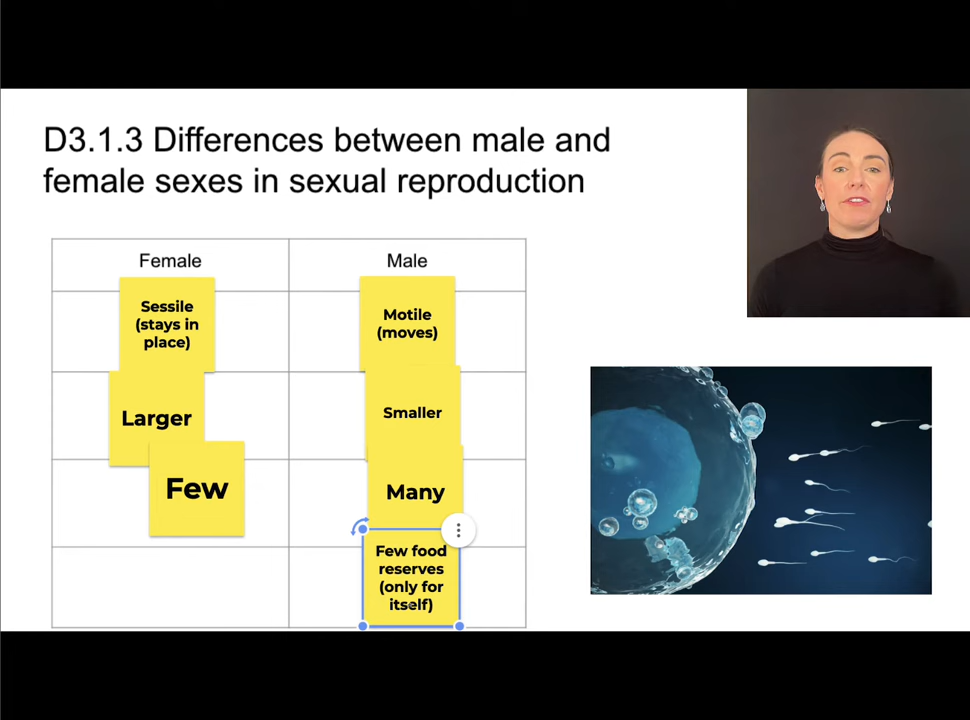 D3.1.3 Differences between male and
female sexes in sexual reproduction
Female
Male
Sessile
(stays in
place)
Motile
(moves)
Larger
Smaller
Few
Many
Few food
reserves
(only for
itself)